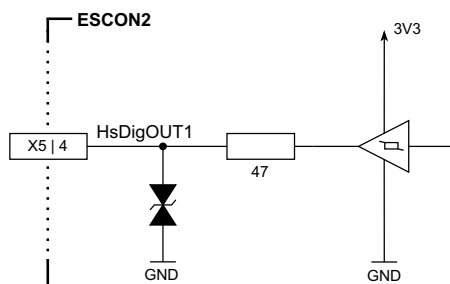 ESCON2
3V3
HsDigOUT1
X5 | 4
47
GND
GND